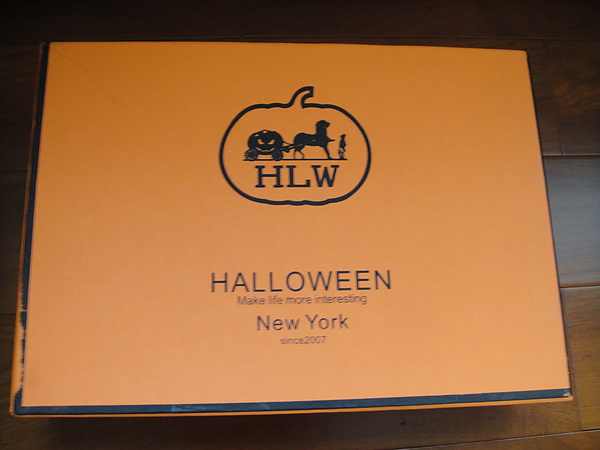 HLW
HALLOWEEN
Make life more interesting
New York
since2007